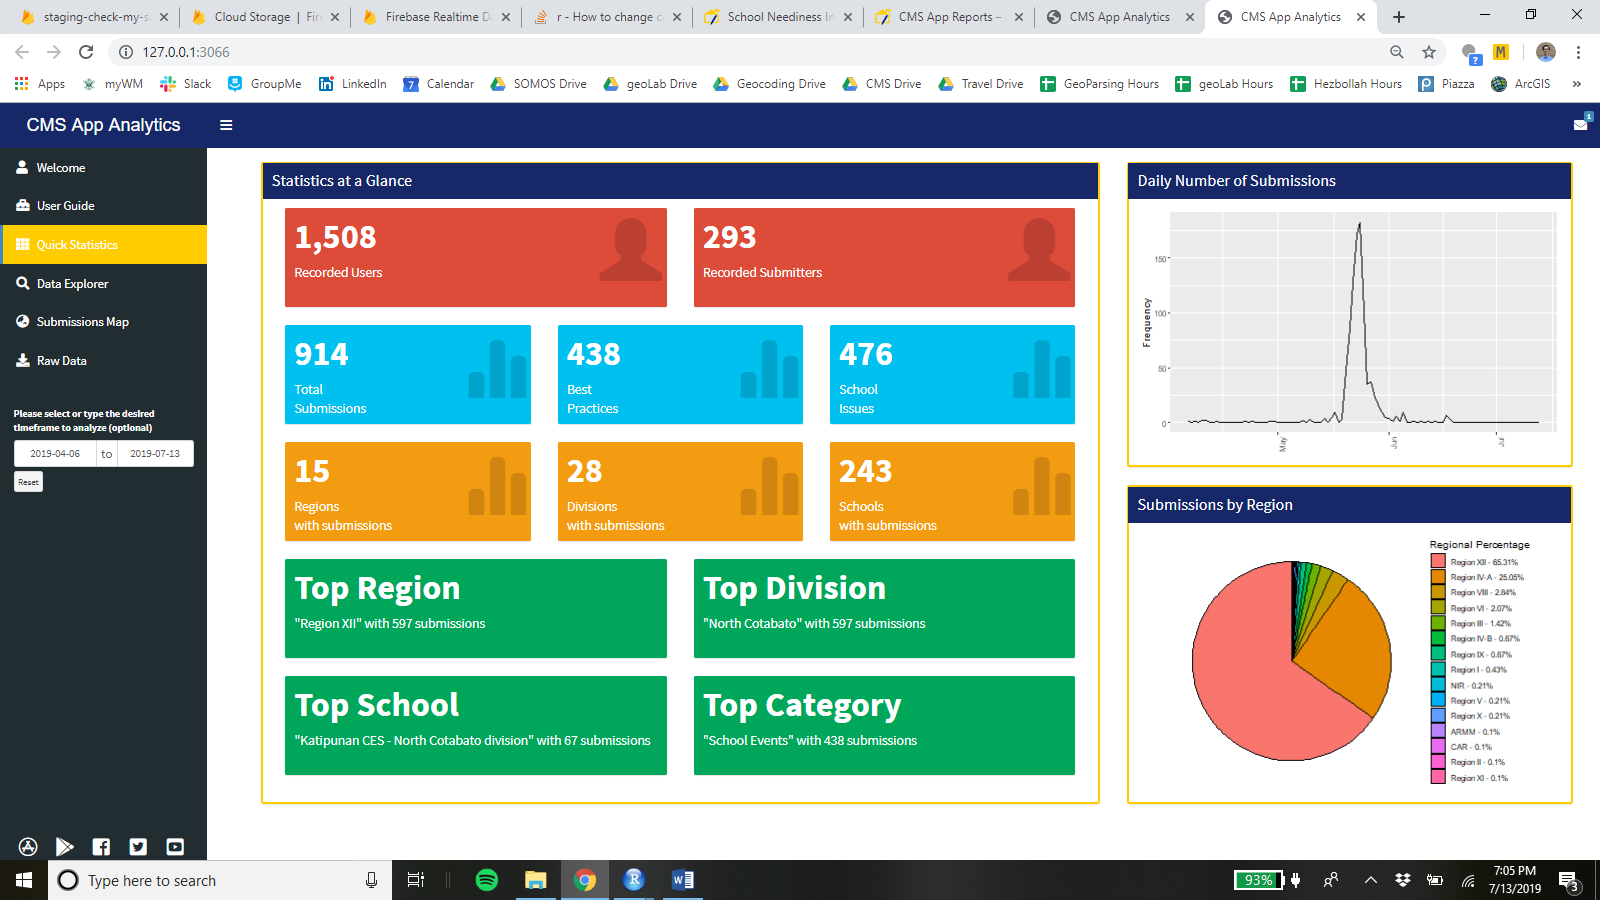 staging-check-my-s
Cloud Storage | Fir
Firebase Realtime D
r - How to change c
School Neediness In
CMS App Reports –
CMS App Analytics
CMS App Analytics
127.0.0.1:3066
Apps
myWM
Slack
GroupMe
LinkedIn
7
Calendar
SOMOS Drive
geoLab Drive
Geocoding Drive
CMS Drive
Travel Drive
GeoParsing Hours
geoLab Hours
Hezbollah Hours
Piazza
ArcGIS
»
CMS App Analytics
1
Welcome
User Guide
Quick Statistics
Data Explorer
Submissions Map
Raw Data
Please select or type the desired
timeframe to analyze (optional)
2019-04-06 to 2019-07-13
Reset
Statistics at a Glance
1,508
Recorded Users
293
Recorded Submitters
914
Total
Submissions
438
Best
Practices
476
School
Issues
15
Regions
with submissions
28
Divisions
with submissions
243
Schools
with submissions
Top Region
"Region XII" with 597 submissions
Top Division
"North Cotabato" with 597 submissions
Top School
"Katipunan CES - North Cotabato division" with 67 submissions
Top Category
"School Events" with 438 submissions
Daily Number of Submissions
Frequency
150
100
50
0
May
Jun
Jul
Submissions by Region
Regional Percentage
Region XII - 65.31%
Region IV-A - 25.05%
Region VIII - 2.84%
Region VI - 2.07%
Region III - 1.42%
Region IV-B - 0.87%
Region IX - 0.87%
Region I - 0.43%
NIR - 0.21%
Region V - 0.21%
Region X - 0.21%
ARMM - 0.1%
CAR - 0.1%
Region II - 0.1%
Region XI - 0.1%
Type here to search
93%
7:05 PM
7/13/2019
3